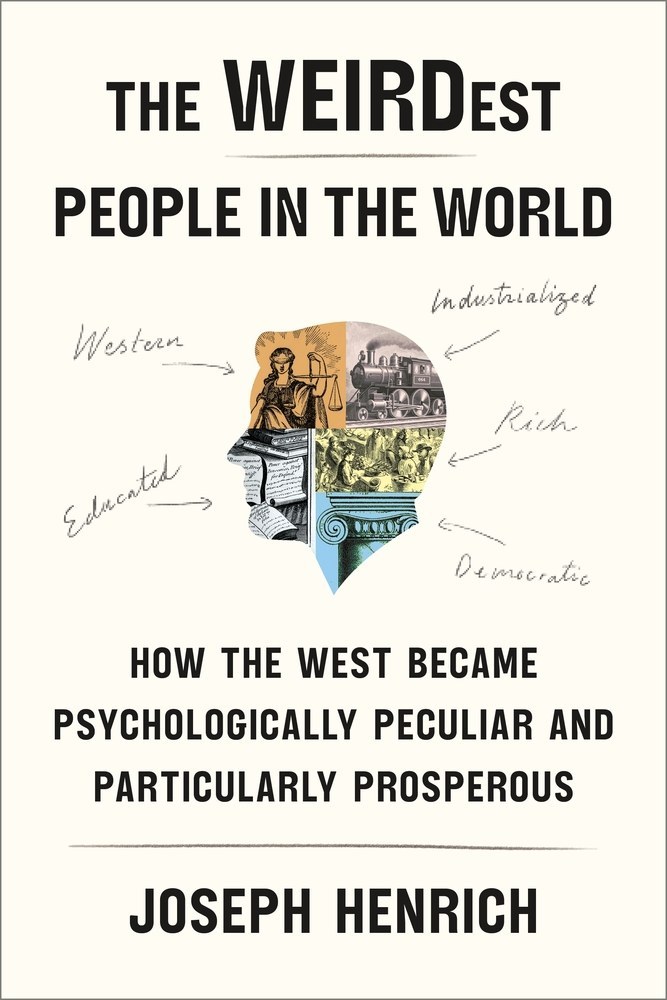 THE WEIRDEST
PEOPLE IN THE WORLD
Industrialized
Western
Rich
Educated
Democratic
HOW THE WEST BECAME
PSYCHOLOGICALLY PECULIAR AND
PARTICULARLY PROSPEROUS
JOSEPH HENRICH